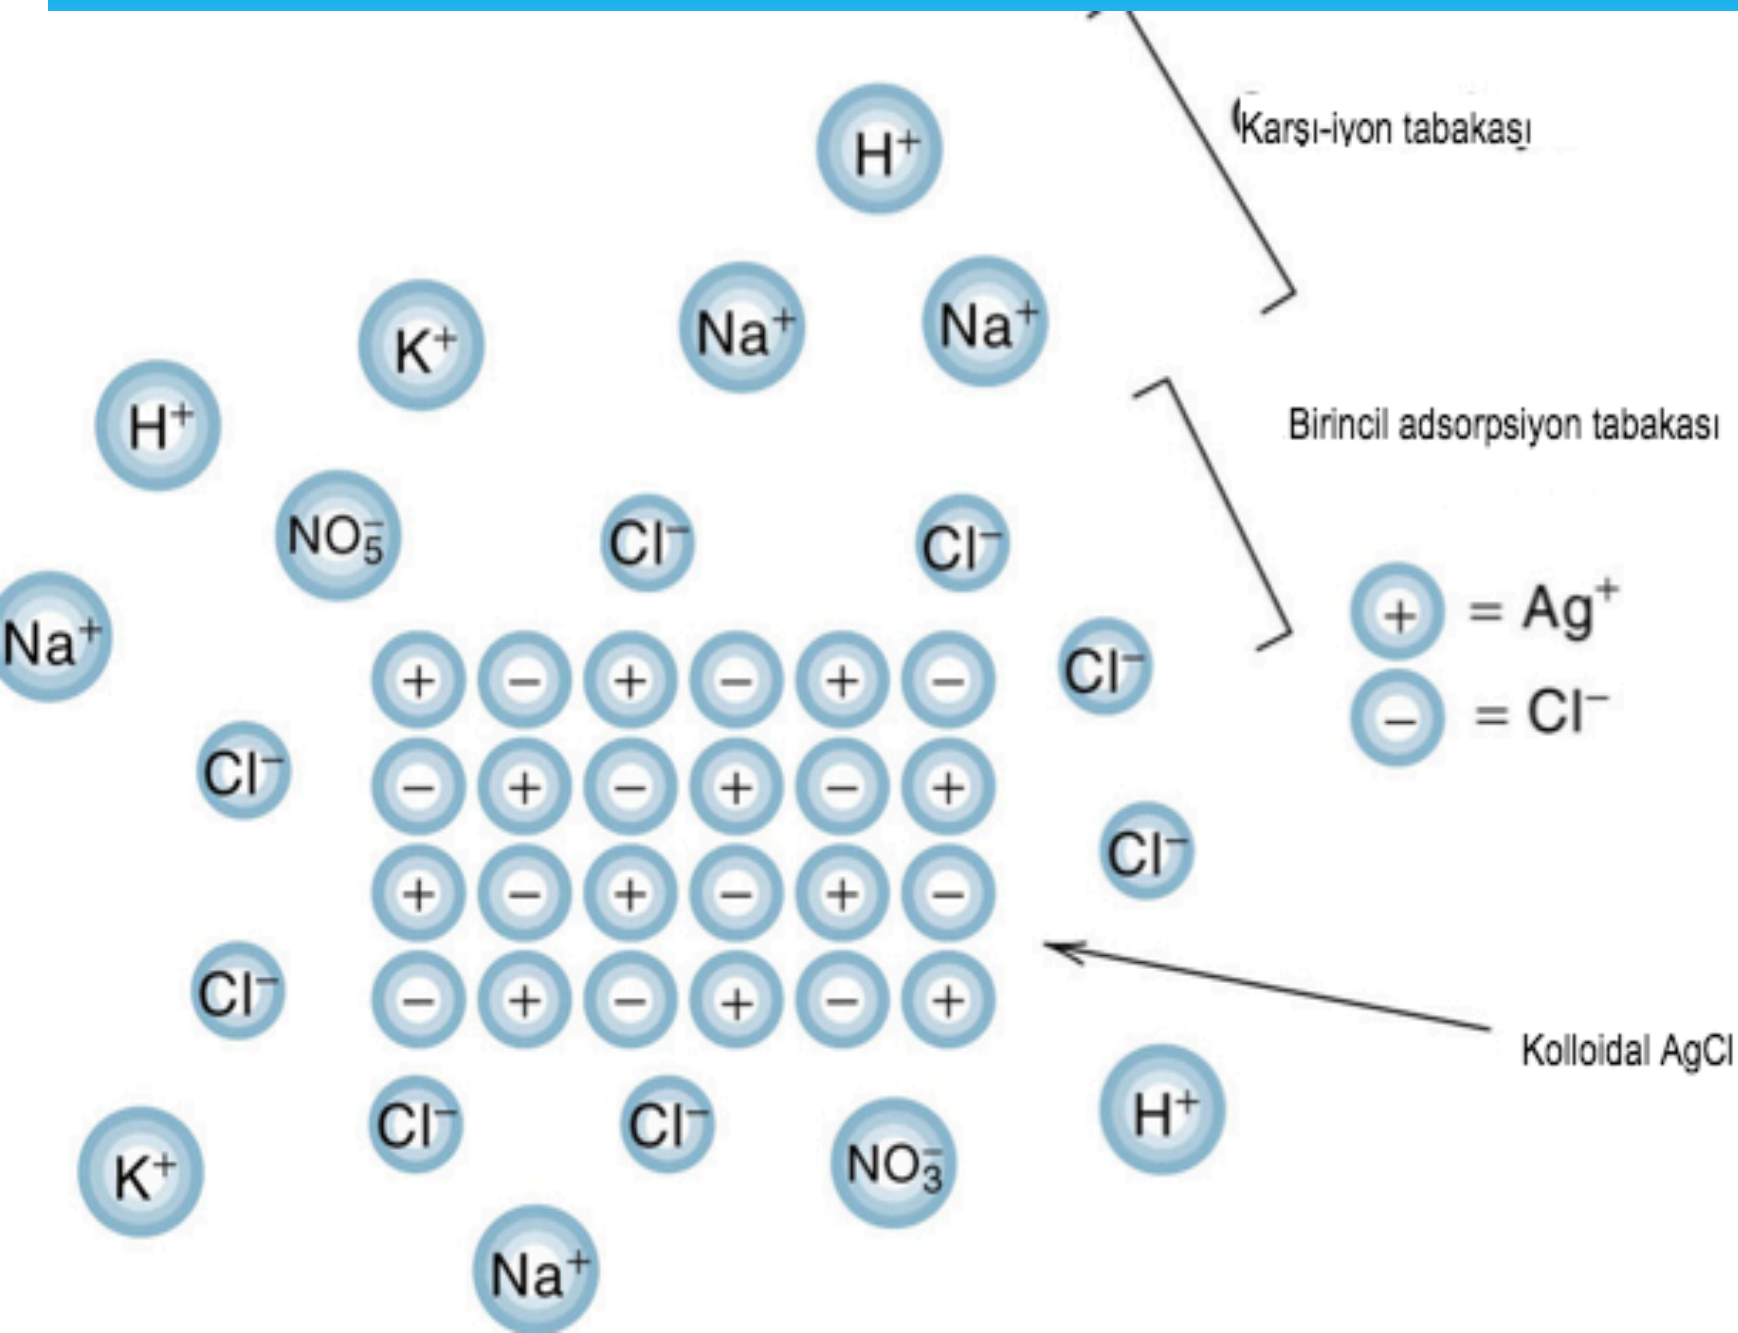 Karşı-iyon tabakası
H⁺
Na⁺
Na⁺
K⁺
H⁺
Birincil adsorpsiyon tabakası
NO₅⁻
Cl⁻
Cl⁻
+ = Ag⁺
Na⁺
Cl⁻
+ − + − + −
− = Cl⁻
Cl⁻
− + − + − +
Cl⁻
+ − + − + −
Cl⁻
− + − + − +
Kolloidal AgCl
Cl⁻
Cl⁻
H⁺
K⁺
NO₃⁻
Na⁺